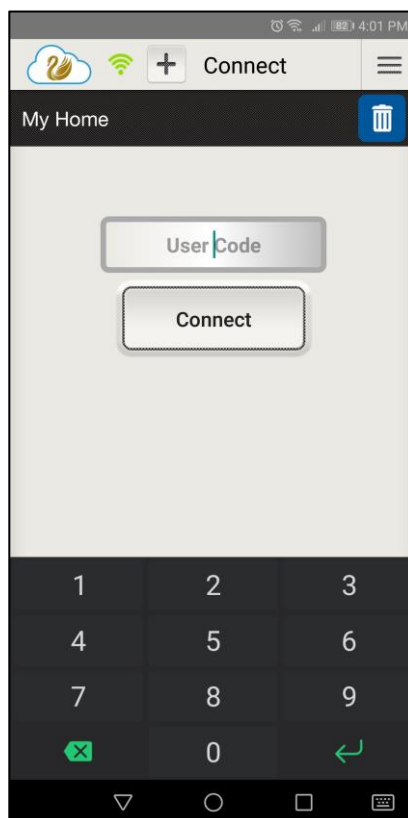 82 4:01 PM
+ Connect
My Home
User Code
Connect
1 2 3
4 5 6
7 8 9
0